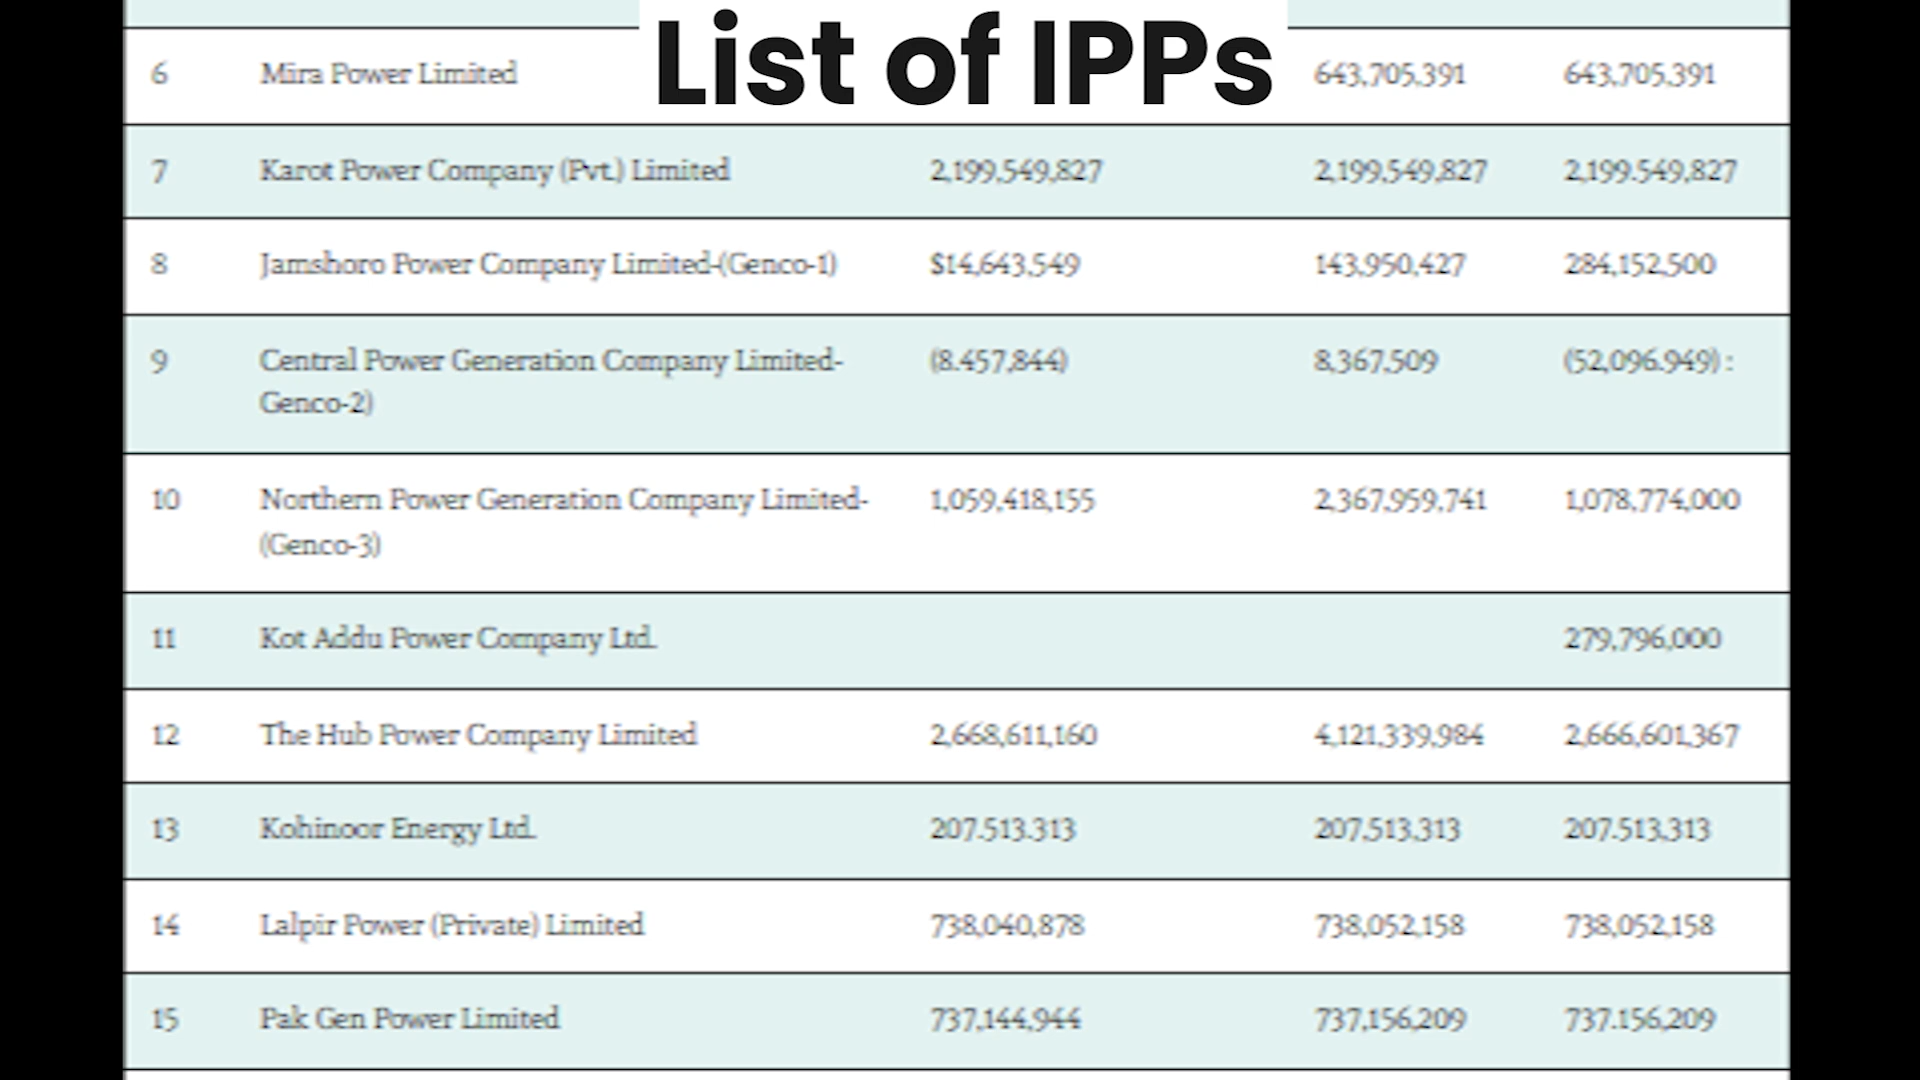 List of IPPs
6 Mira Power Limited 643,705,391 643,705,391
7 Karot Power Company (Pvt.) Limited 2,199,549,827 2,199,549,827 2,199.549,827
8 Jamshoro Power Company Limited-(Genco-1) $14,643,549 143,950,427 284,152,500
9 Central Power Generation Company Limited- (8.457,844) 8,367,509 (52,096.949) :
Genco-2)
10 Northern Power Generation Company Limited- 1,059,418,155 2,367,959,741 1,078,774,000
(Genco-3)
11 Kot Addu Power Company Ltd. 279,796,000
12 The Hub Power Company Limited 2,668,611,160 4,121,339,984 2,666,601,367
13 Kohinoor Energy Ltd. 207.513.313 207,513,313 207.513,313
14 Lalpir Power (Private) Limited 738,040,878 738,052,158 738,052,158
15 Pak Gen Power Limited 737,144,944 737,156,209 737.156,209